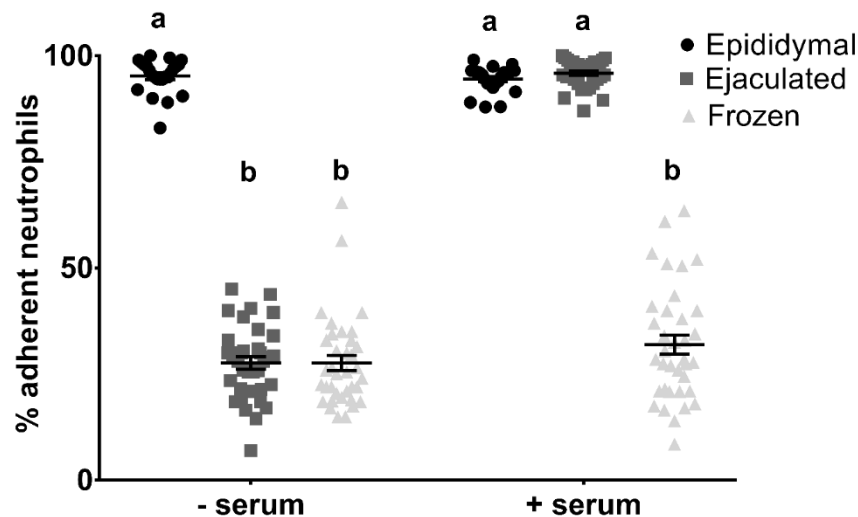 a
a
a
b
b
b
Epididymal
Ejaculated
Frozen
% adherent neutrophils
100
50
0
- serum
+ serum